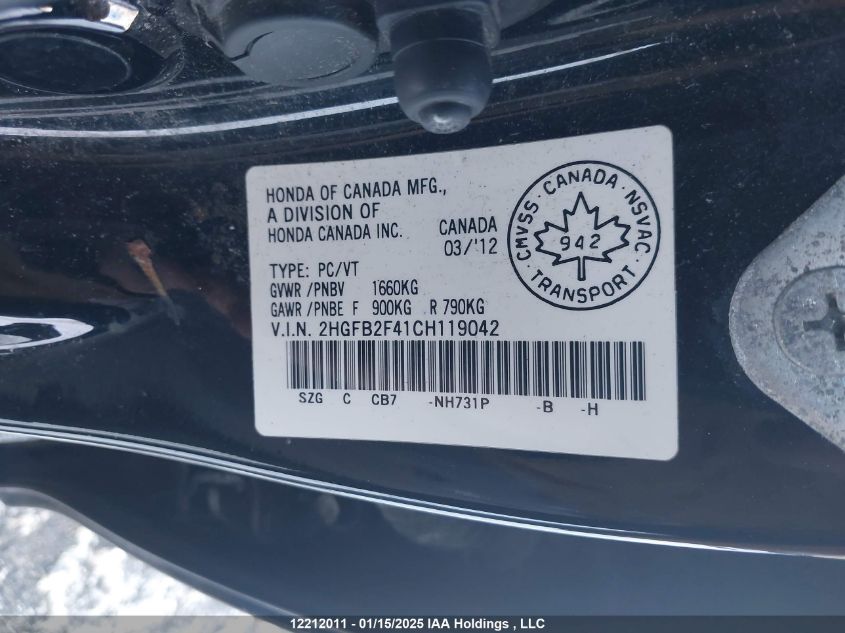 HONDA OF CANADA MFG.,
A DIVISION OF
HONDA CANADA INC. CANADA
03/'12
TYPE: PC/VT
GVWR /PNBV 1660KG
GAWR /PNBE F 900KG R 790KG
V.I.N. 2HGFB2F41CH119042
SZG C CB7 -NH731P -B -H
CMVSS · CANADA · NSVAC
942
· TRANSPORT ·
12212011 - 01/15/2025 IAA Holdings , LLC